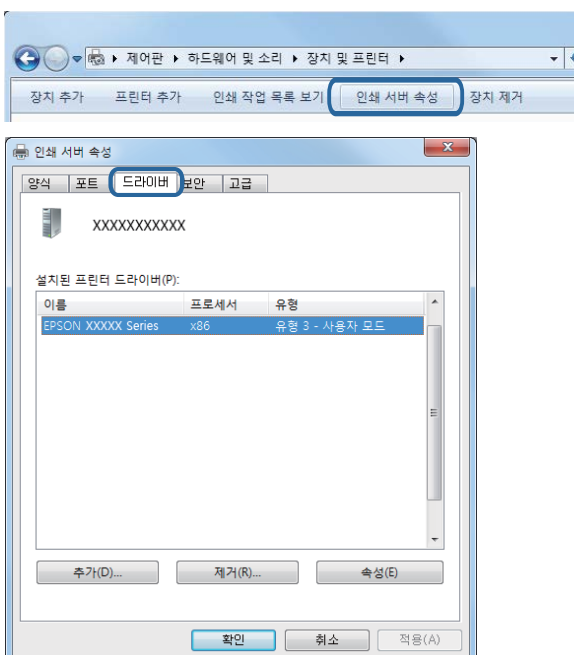 제어판 ▸ 하드웨어 및 소리 ▸ 장치 및 프린터 ▸
장치 추가 프린터 추가 인쇄 작업 목록 보기 인쇄 서버 속성 장치 제거
인쇄 서버 속성
양식 포트 드라이버 보안 고급
XXXXXXXXXXX
설치된 프린터 드라이버(P):
이름 프로세서 유형
EPSON XXXXX Series x86 유형 3 - 사용자 모드
추가(D)... 제거(R)... 속성(E)
확인 취소 적용(A)